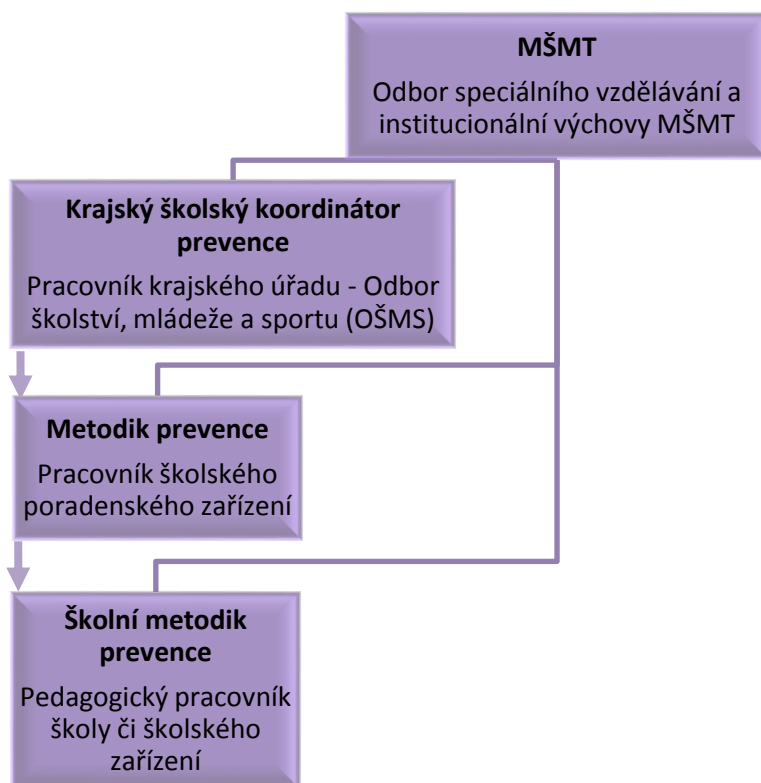 MŠMT
Odbor speciálního vzdělávání a
institucionální výchovy MŠMT
Krajský školský koordinátor
prevence
Pracovník krajského úřadu - Odbor
školství, mládeže a sportu (OŠMS)
Metodik prevence
Pracovník školského
poradenského zařízení
Školní metodik
prevence
Pedagogický pracovník
školy či školského
zařízení